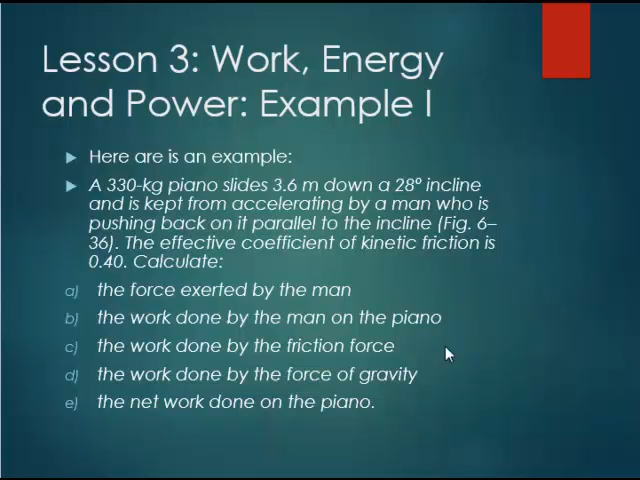 Lesson 3: Work, Energy
and Power: Example I
Here are is an example:
A 330-kg piano slides 3.6 m down a 28º incline
and is kept from accelerating by a man who is
pushing back on it parallel to the incline (Fig. 6–
36). The effective coefficient of kinetic friction is
0.40. Calculate:
a) the force exerted by the man
b) the work done by the man on the piano
c) the work done by the friction force
d) the work done by the force of gravity
e) the net work done on the piano.